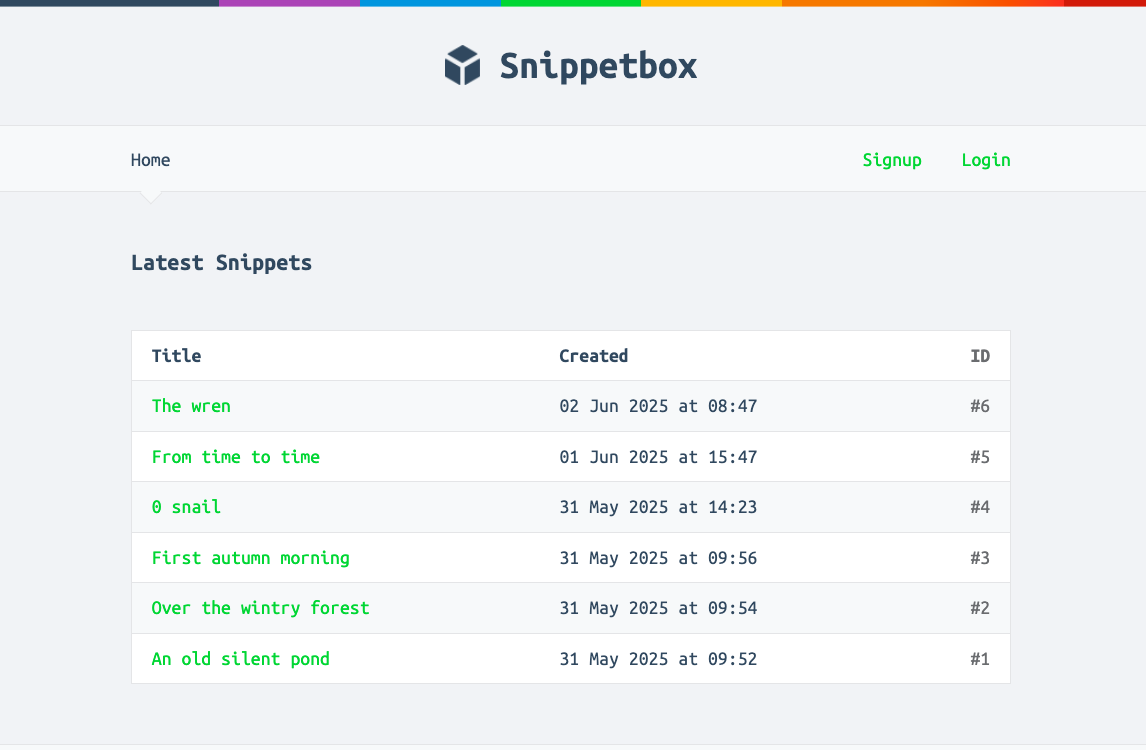 Snippetbox
Home Signup Login
Latest Snippets
Title Created ID
The wren 02 Jun 2025 at 08:47 #6
From time to time 01 Jun 2025 at 15:47 #5
0 snail 31 May 2025 at 14:23 #4
First autumn morning 31 May 2025 at 09:56 #3
Over the wintry forest 31 May 2025 at 09:54 #2
An old silent pond 31 May 2025 at 09:52 #1